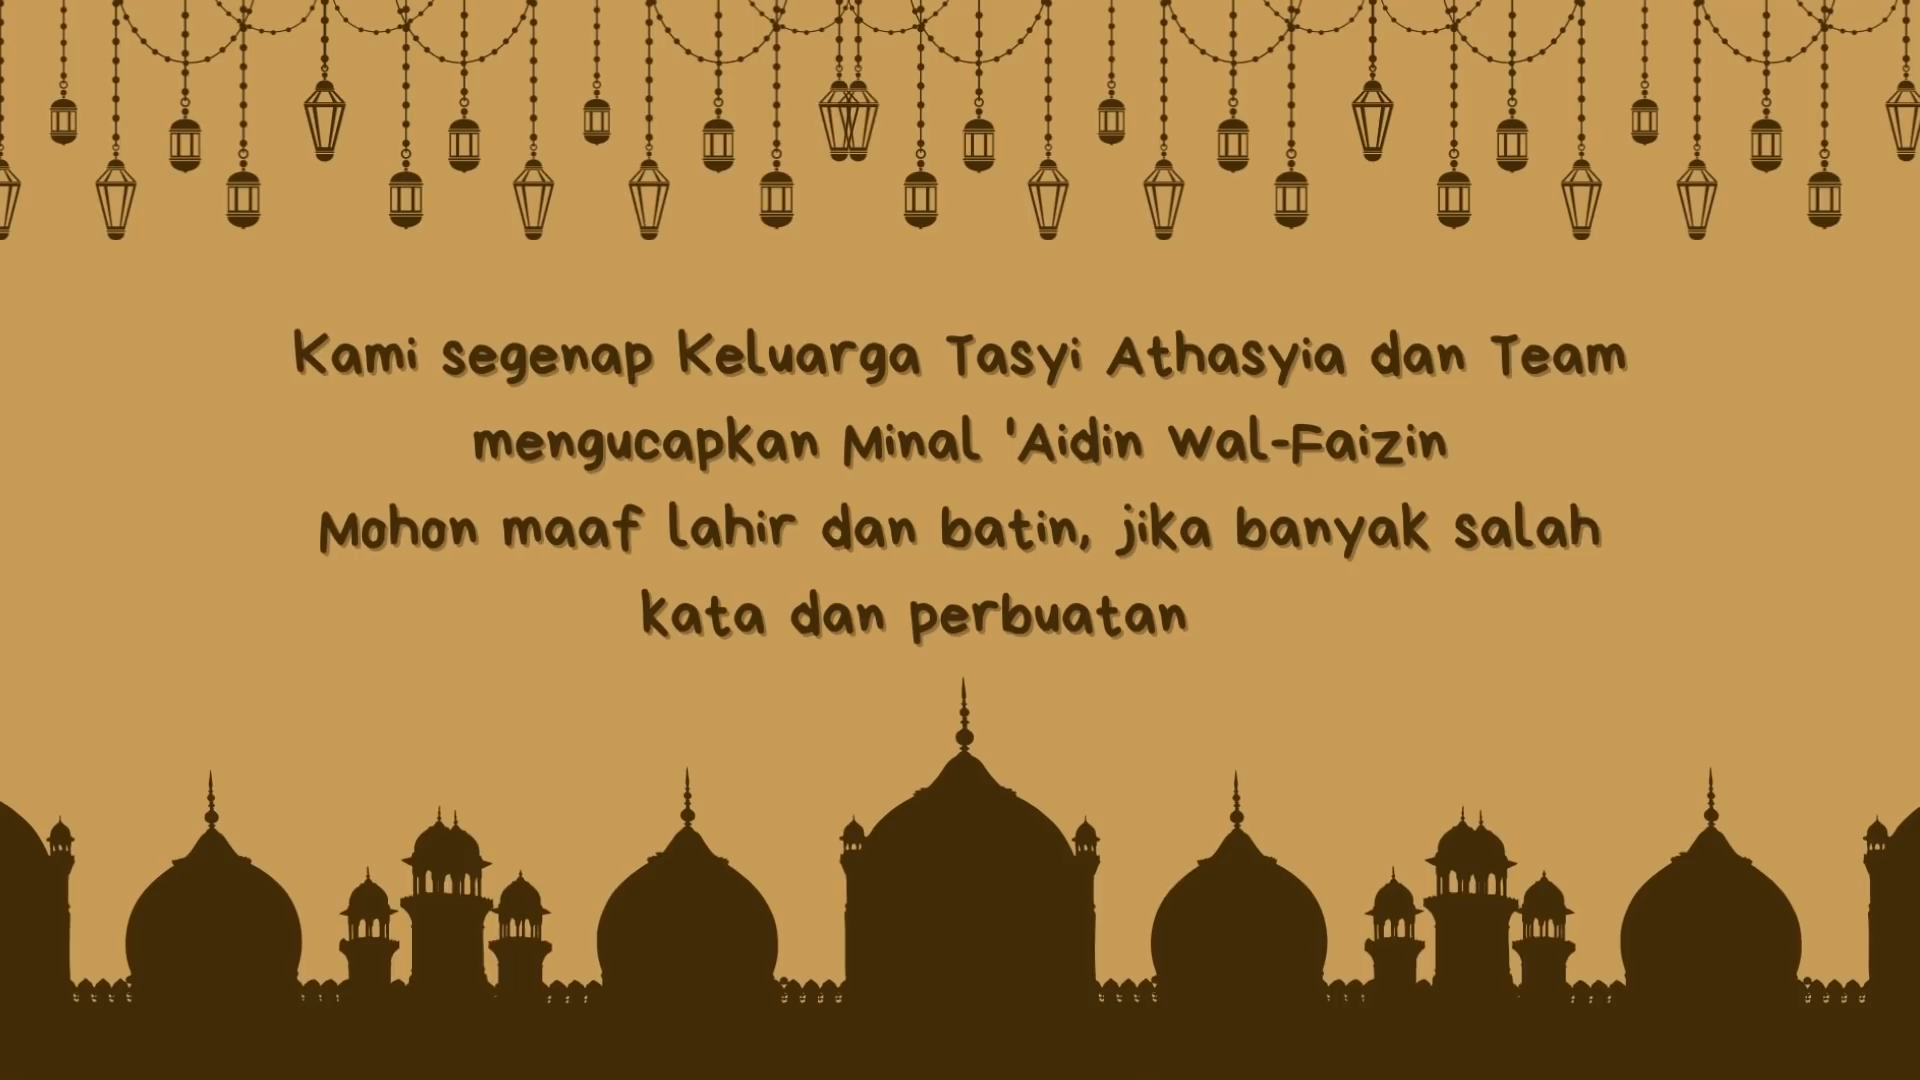 Kami segenap Keluarga Tasyi Athasyia dan Team
mengucapkan Minal 'Aidin Wal-Faizin
Mohon maaf lahir dan batin, jika banyak salah
kata dan perbuatan